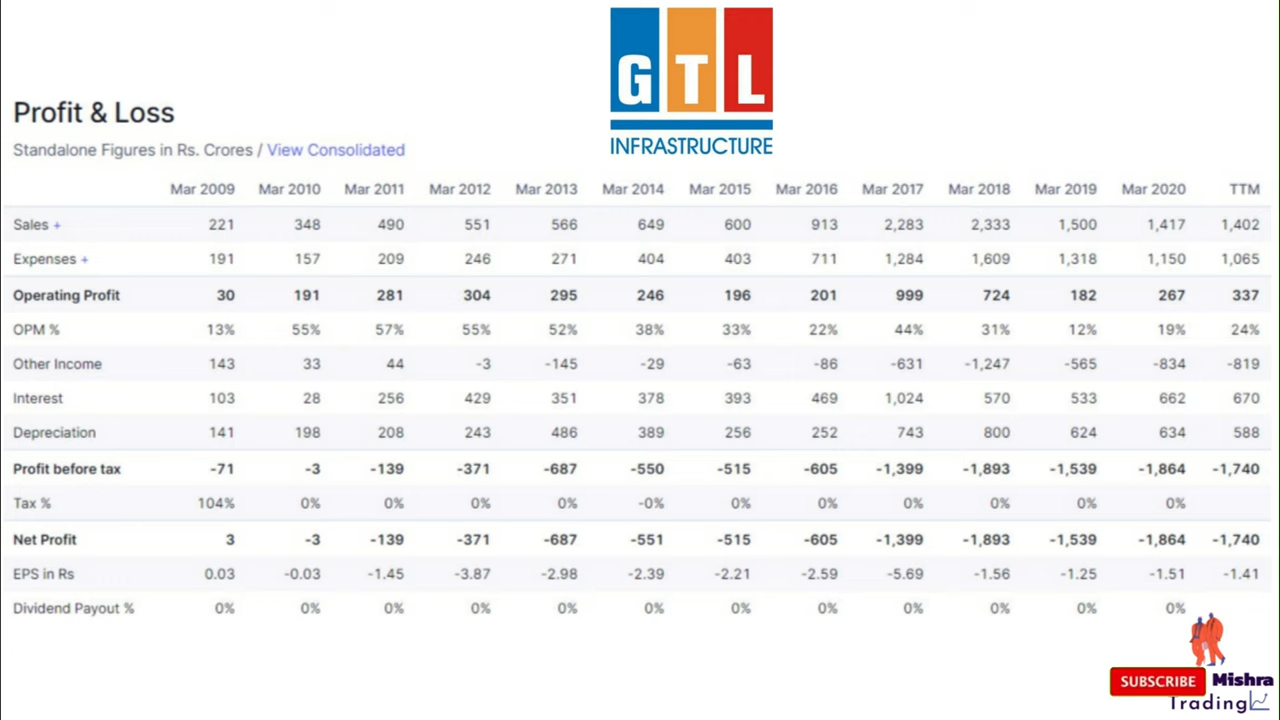 GTL
INFRASTRUCTURE
Profit & Loss
Standalone Figures in Rs. Crores / View Consolidated
Mar 2009 Mar 2010 Mar 2011 Mar 2012 Mar 2013 Mar 2014 Mar 2015 Mar 2016 Mar 2017 Mar 2018 Mar 2019 Mar 2020 TTM
Sales + 221 348 490 551 566 649 600 913 2,283 2,333 1,500 1,417 1,402
Expenses + 191 157 209 246 271 404 403 711 1,284 1,609 1,318 1,150 1,065
Operating Profit 30 191 281 304 295 246 196 201 999 724 182 267 337
OPM % 13% 55% 57% 55% 52% 38% 33% 22% 44% 31% 12% 19% 24%
Other Income 143 33 44 -3 -145 -29 -63 -86 -631 -1,247 -565 -834 -819
Interest 103 28 256 429 351 378 393 469 1,024 570 533 662 670
Depreciation 141 198 208 243 486 389 256 252 743 800 624 634 588
Profit before tax -71 -3 -139 -371 -687 -550 -515 -605 -1,399 -1,893 -1,539 -1,864 -1,740
Tax % 104% 0% 0% 0% 0% -0% 0% 0% 0% 0% 0% 0%
Net Profit 3 -3 -139 -371 -687 -551 -515 -605 -1,399 -1,893 -1,539 -1,864 -1,740
EPS in Rs 0.03 -0.03 -1.45 -3.87 -2.98 -2.39 -2.21 -2.59 -5.69 -1.56 -1.25 -1.51 -1.41
Dividend Payout % 0% 0% 0% 0% 0% 0% 0% 0% 0% 0% 0% 0%
SUBSCRIBE Mishra
Trading